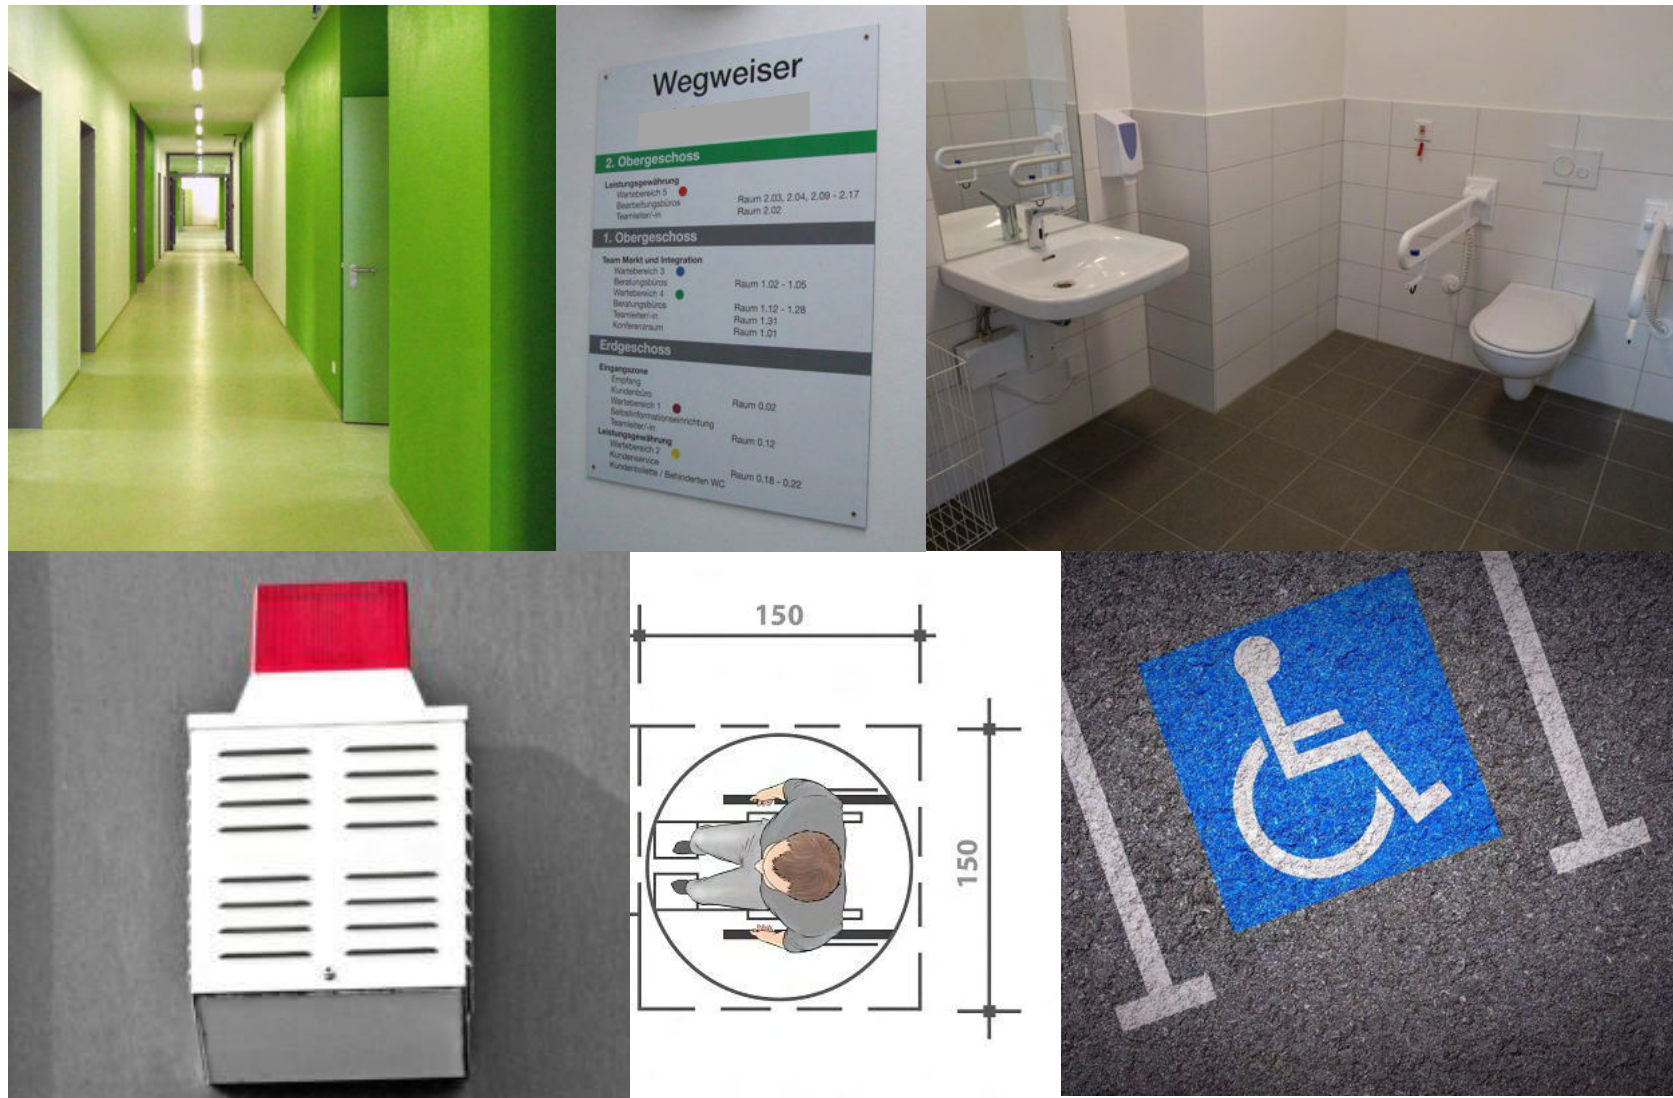 Wegweiser
2. Obergeschoss
Leistungsgewährung
Wartebereich 5
Bearbeitungsbüros Raum 2.03, 2.04, 2.09 - 2.17
Teamleiter/-in Raum 2.02
1. Obergeschoss
Team Markt und Integration
Wartebereich 3
Beratungsbüros Raum 1.02 - 1.05
Wartebereich 4
Beratungsbüros Raum 1.12 - 1.28
Teamleiter/-in Raum 1.31
Konferenzraum Raum 1.01
Erdgeschoss
Eingangszone
Empfang
Kundenbüro
Wartebereich 1 Raum 0.02
Selbstinformationseinrichtung
Teamleiter/-in
Leistungsgewährung Raum 0.12
Wartebereich 2
Kundenservice
Kundentoilette / Behinderten WC Raum 0.18 - 0.22
150
150